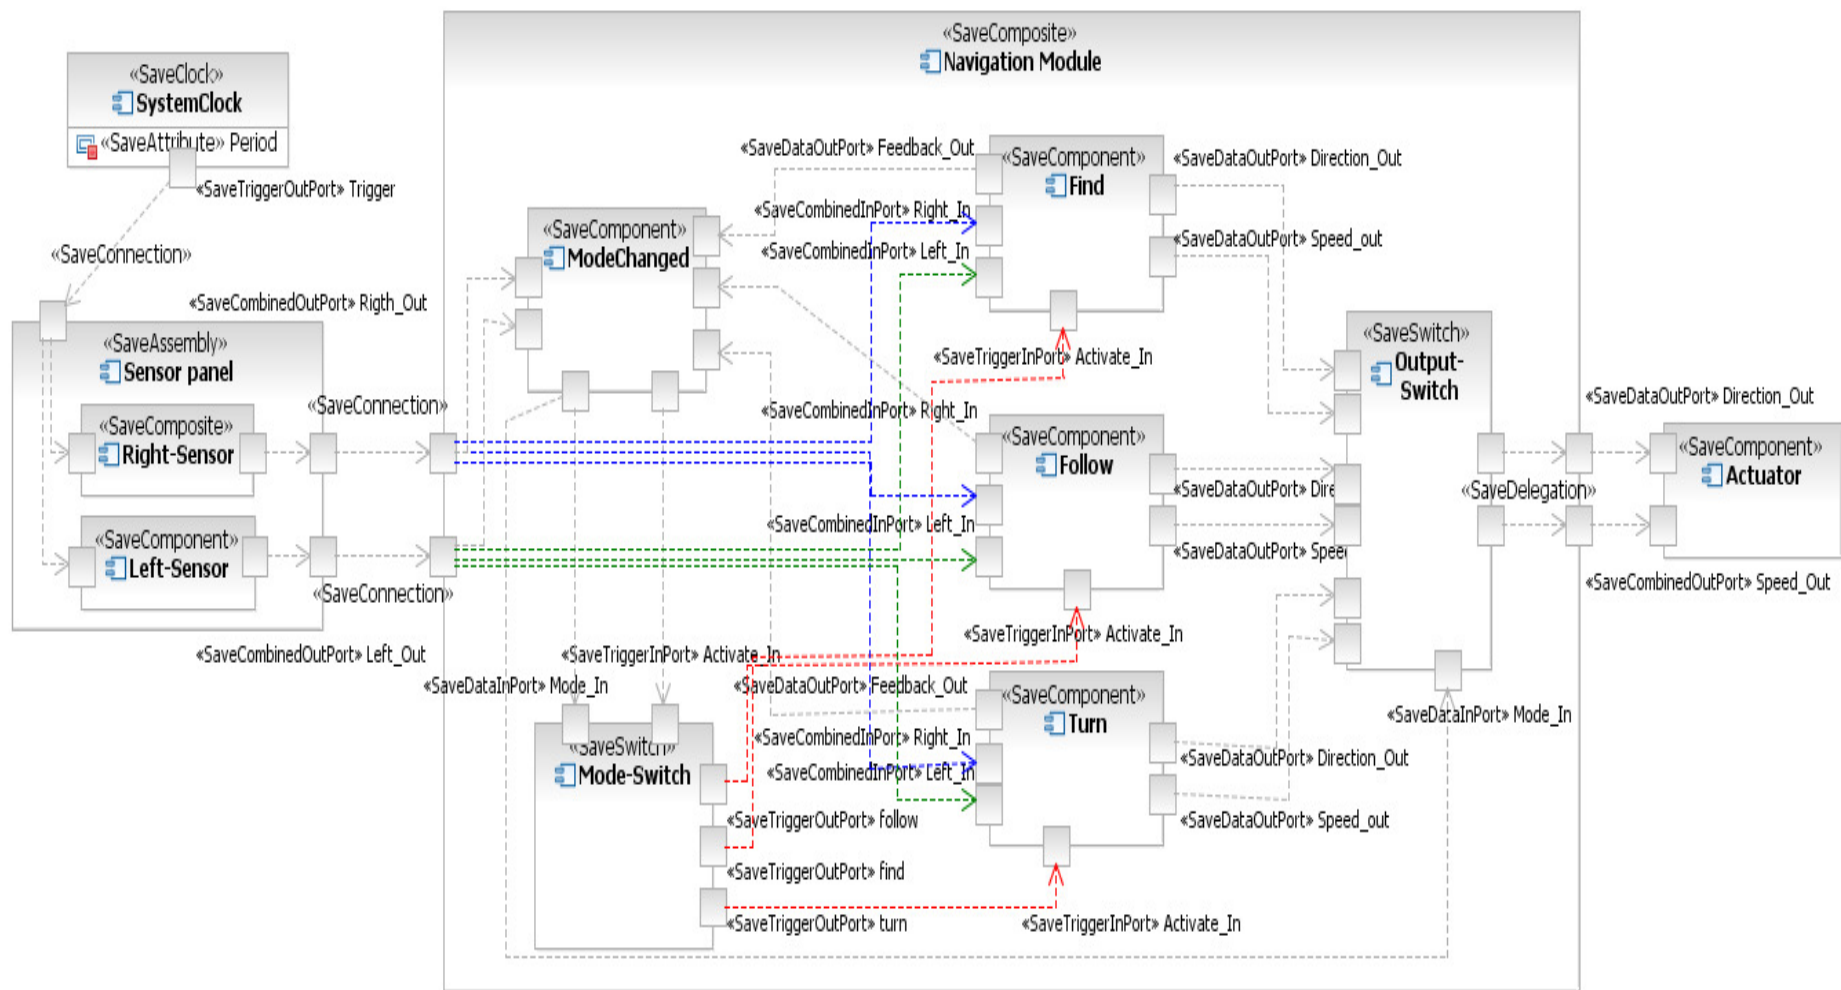 «SaveComposite»
Navigation Module
«SaveClock»
SystemClock
«SaveAttribute» Period
«SaveTriggerOutPort» Trigger
«SaveConnection»
«SaveCombinedOutPort» Rigth_Out
«SaveAssembly»
Sensor panel
«SaveComposite»
Right-Sensor
«SaveConnection»
«SaveComponent»
Left-Sensor
«SaveConnection»
«SaveCombinedOutPort» Left_Out
«SaveComponent»
ModeChanged
«SaveTriggerInPort» Activate_In
«SaveDataInPort» Mode_In
«SaveSwitch»
Mode-Switch
«SaveTriggerOutPort» follow
«SaveTriggerOutPort» find
«SaveTriggerOutPort» turn
«SaveDataOutPort» Feedback_Out
«SaveCombinedInPort» Right_In
«SaveCombinedInPort» Left_In
«SaveComponent»
Find
«SaveDataOutPort» Direction_Out
«SaveDataOutPort» Speed_out
«SaveTriggerInPort» Activate_In
«SaveCombinedInPort» Right_In
«SaveCombinedInPort» Left_In
«SaveComponent»
Follow
«SaveDataOutPort» Dire
«SaveDataOutPort» Spee
«SaveTriggerInPort» Activate_In
«SaveDataOutPort» Feedback_Out
«SaveCombinedInPort» Right_In
«SaveCombinedInPort» Left_In
«SaveComponent»
Turn
«SaveDataOutPort» Direction_Out
«SaveDataOutPort» Speed_out
«SaveTriggerInPort» Activate_In
«SaveSwitch»
Output-
Switch
«SaveDelegation»
«SaveDataInPort» Mode_In
«SaveDataOutPort» Direction_Out
«SaveComponent»
Actuator
«SaveCombinedOutPort» Speed_Out